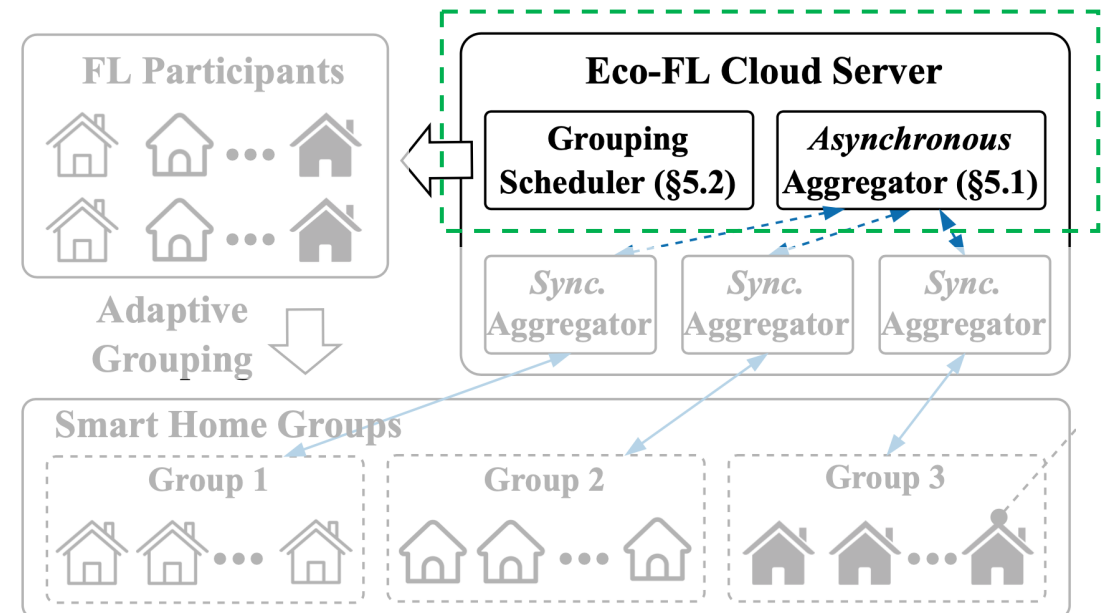 FL Participants
Eco-FL Cloud Server
Grouping
Scheduler (§5.2)
Asynchronous
Aggregator (§5.1)
Sync.
Aggregator
Sync.
Aggregator
Sync.
Aggregator
Adaptive
Grouping
Smart Home Groups
Group 1
Group 2
Group 3